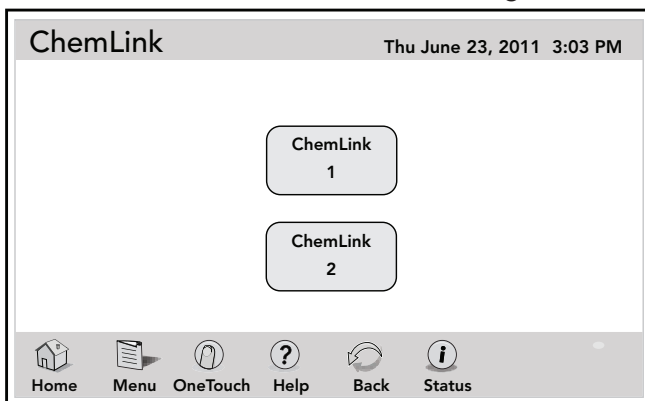 ChemLink
Thu June 23, 2011 3:03 PM
ChemLink
1
ChemLink
2
Home Menu OneTouch Help Back Status